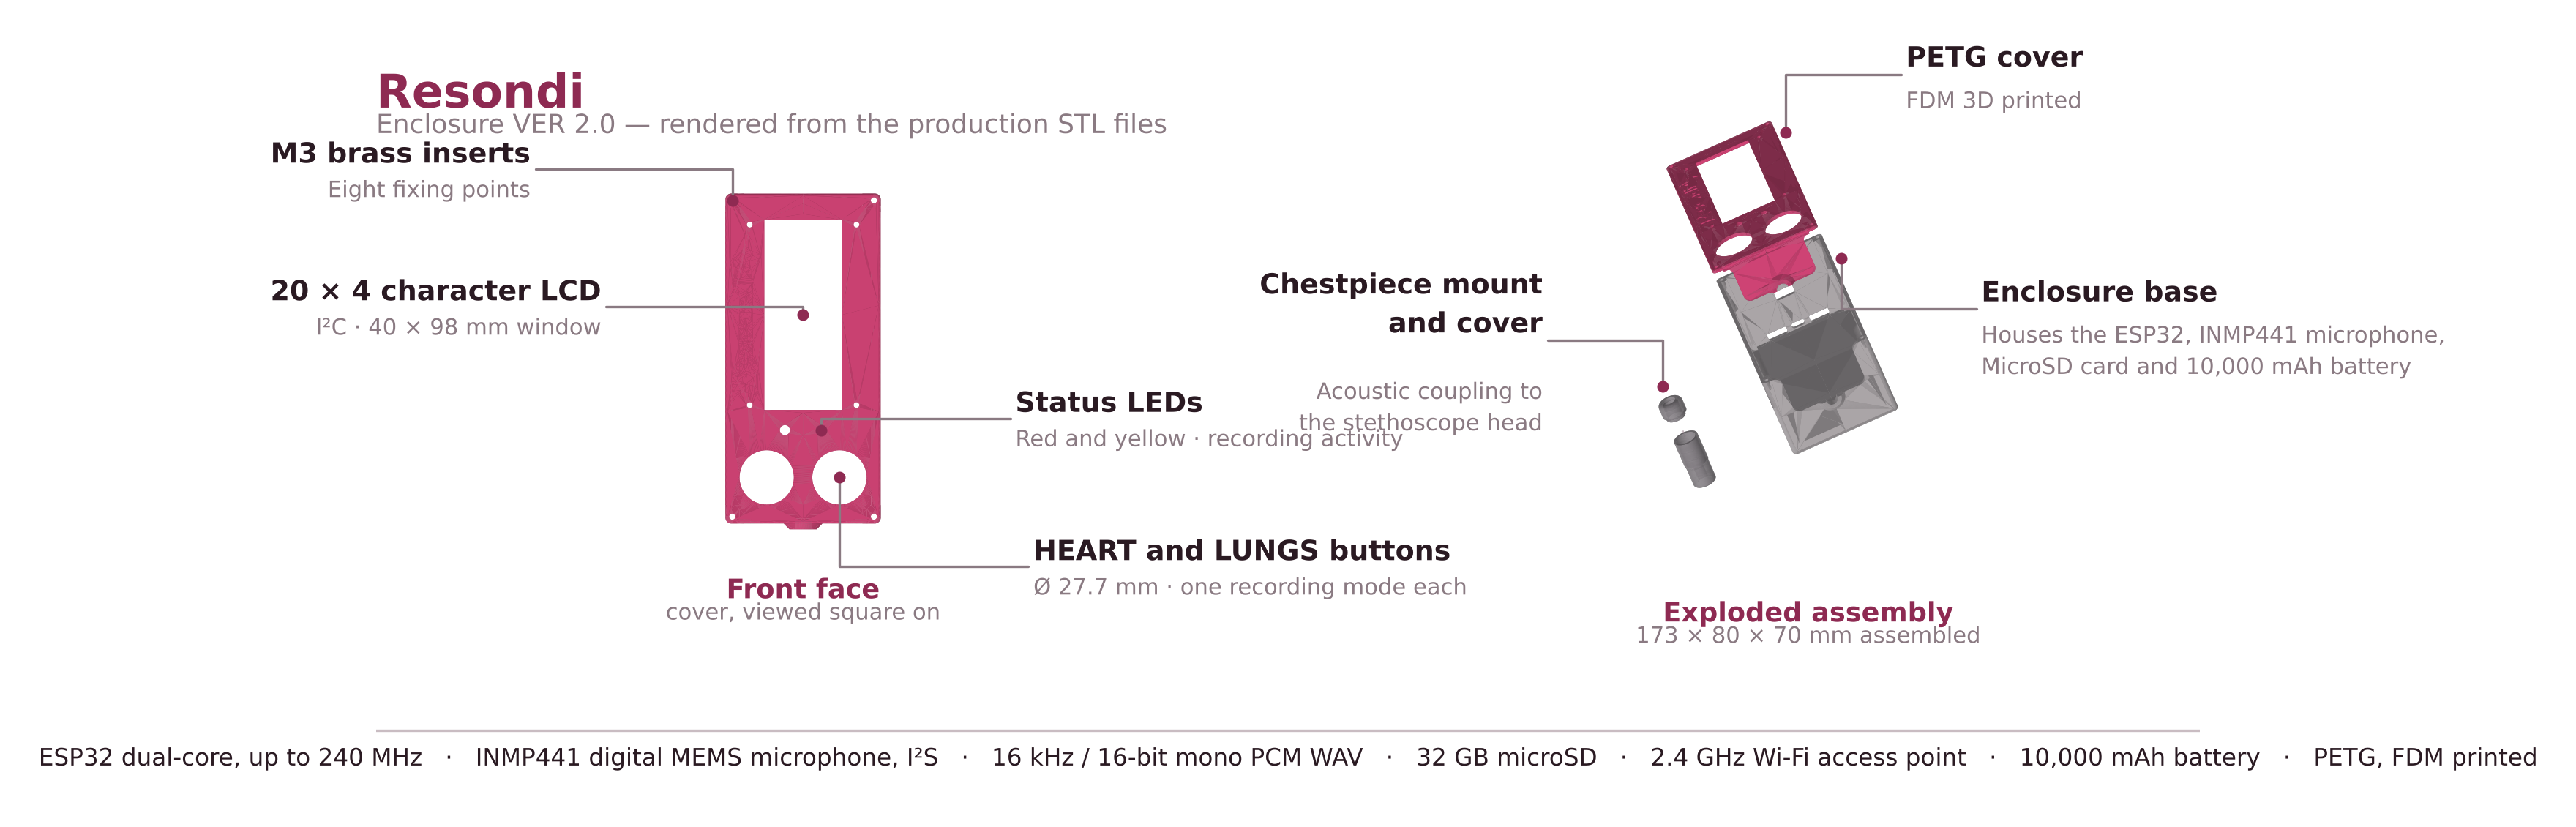 Resondi
Enclosure VER 2.0 — rendered from the production STL files
M3 brass inserts
Eight fixing points
20 × 4 character LCD
I²C · 40 × 98 mm window
Status LEDs
Red and yellow · recording activity
HEART and LUNGS buttons
Ø 27.7 mm · one recording mode each
Front face
cover, viewed square on
PETG cover
FDM 3D printed
Chestpiece mount
and cover
Acoustic coupling to
the stethoscope head
Enclosure base
Houses the ESP32, INMP441 microphone,
MicroSD card and 10,000 mAh battery
Exploded assembly
173 × 80 × 70 mm assembled
ESP32 dual-core, up to 240 MHz · INMP441 digital MEMS microphone, I²S · 16 kHz / 16-bit mono PCM WAV · 32 GB microSD · 2.4 GHz Wi-Fi access point · 10,000 mAh battery · PETG, FDM printed